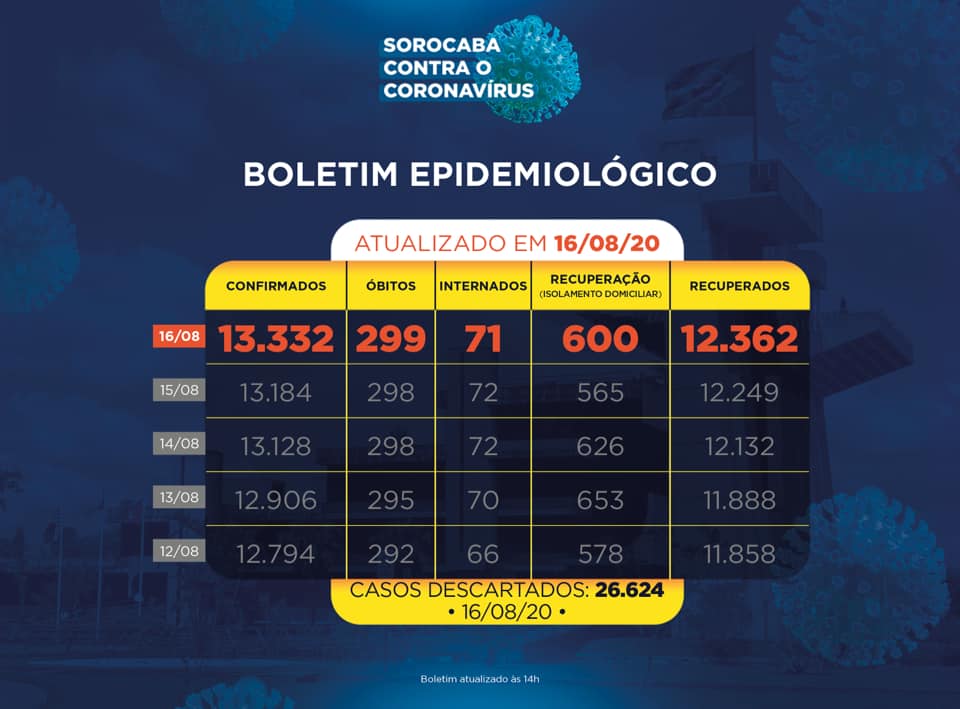 SOROCABA
CONTRA O
CORONAVÍRUS
BOLETIM EPIDEMIOLÓGICO
ATUALIZADO EM 16/08/20
CONFIRMADOS ÓBITOS INTERNADOS RECUPERAÇÃO (ISOLAMENTO DOMICILIAR) RECUPERADOS
16/08 13.332 299 71 600 12.362
15/08 13.184 298 72 565 12.249
14/08 13.128 298 72 626 12.132
13/08 12.906 295 70 653 11.888
12/08 12.794 292 66 578 11.858
CASOS DESCARTADOS: 26.624
• 16/08/20 •
Boletim atualizado às 14h